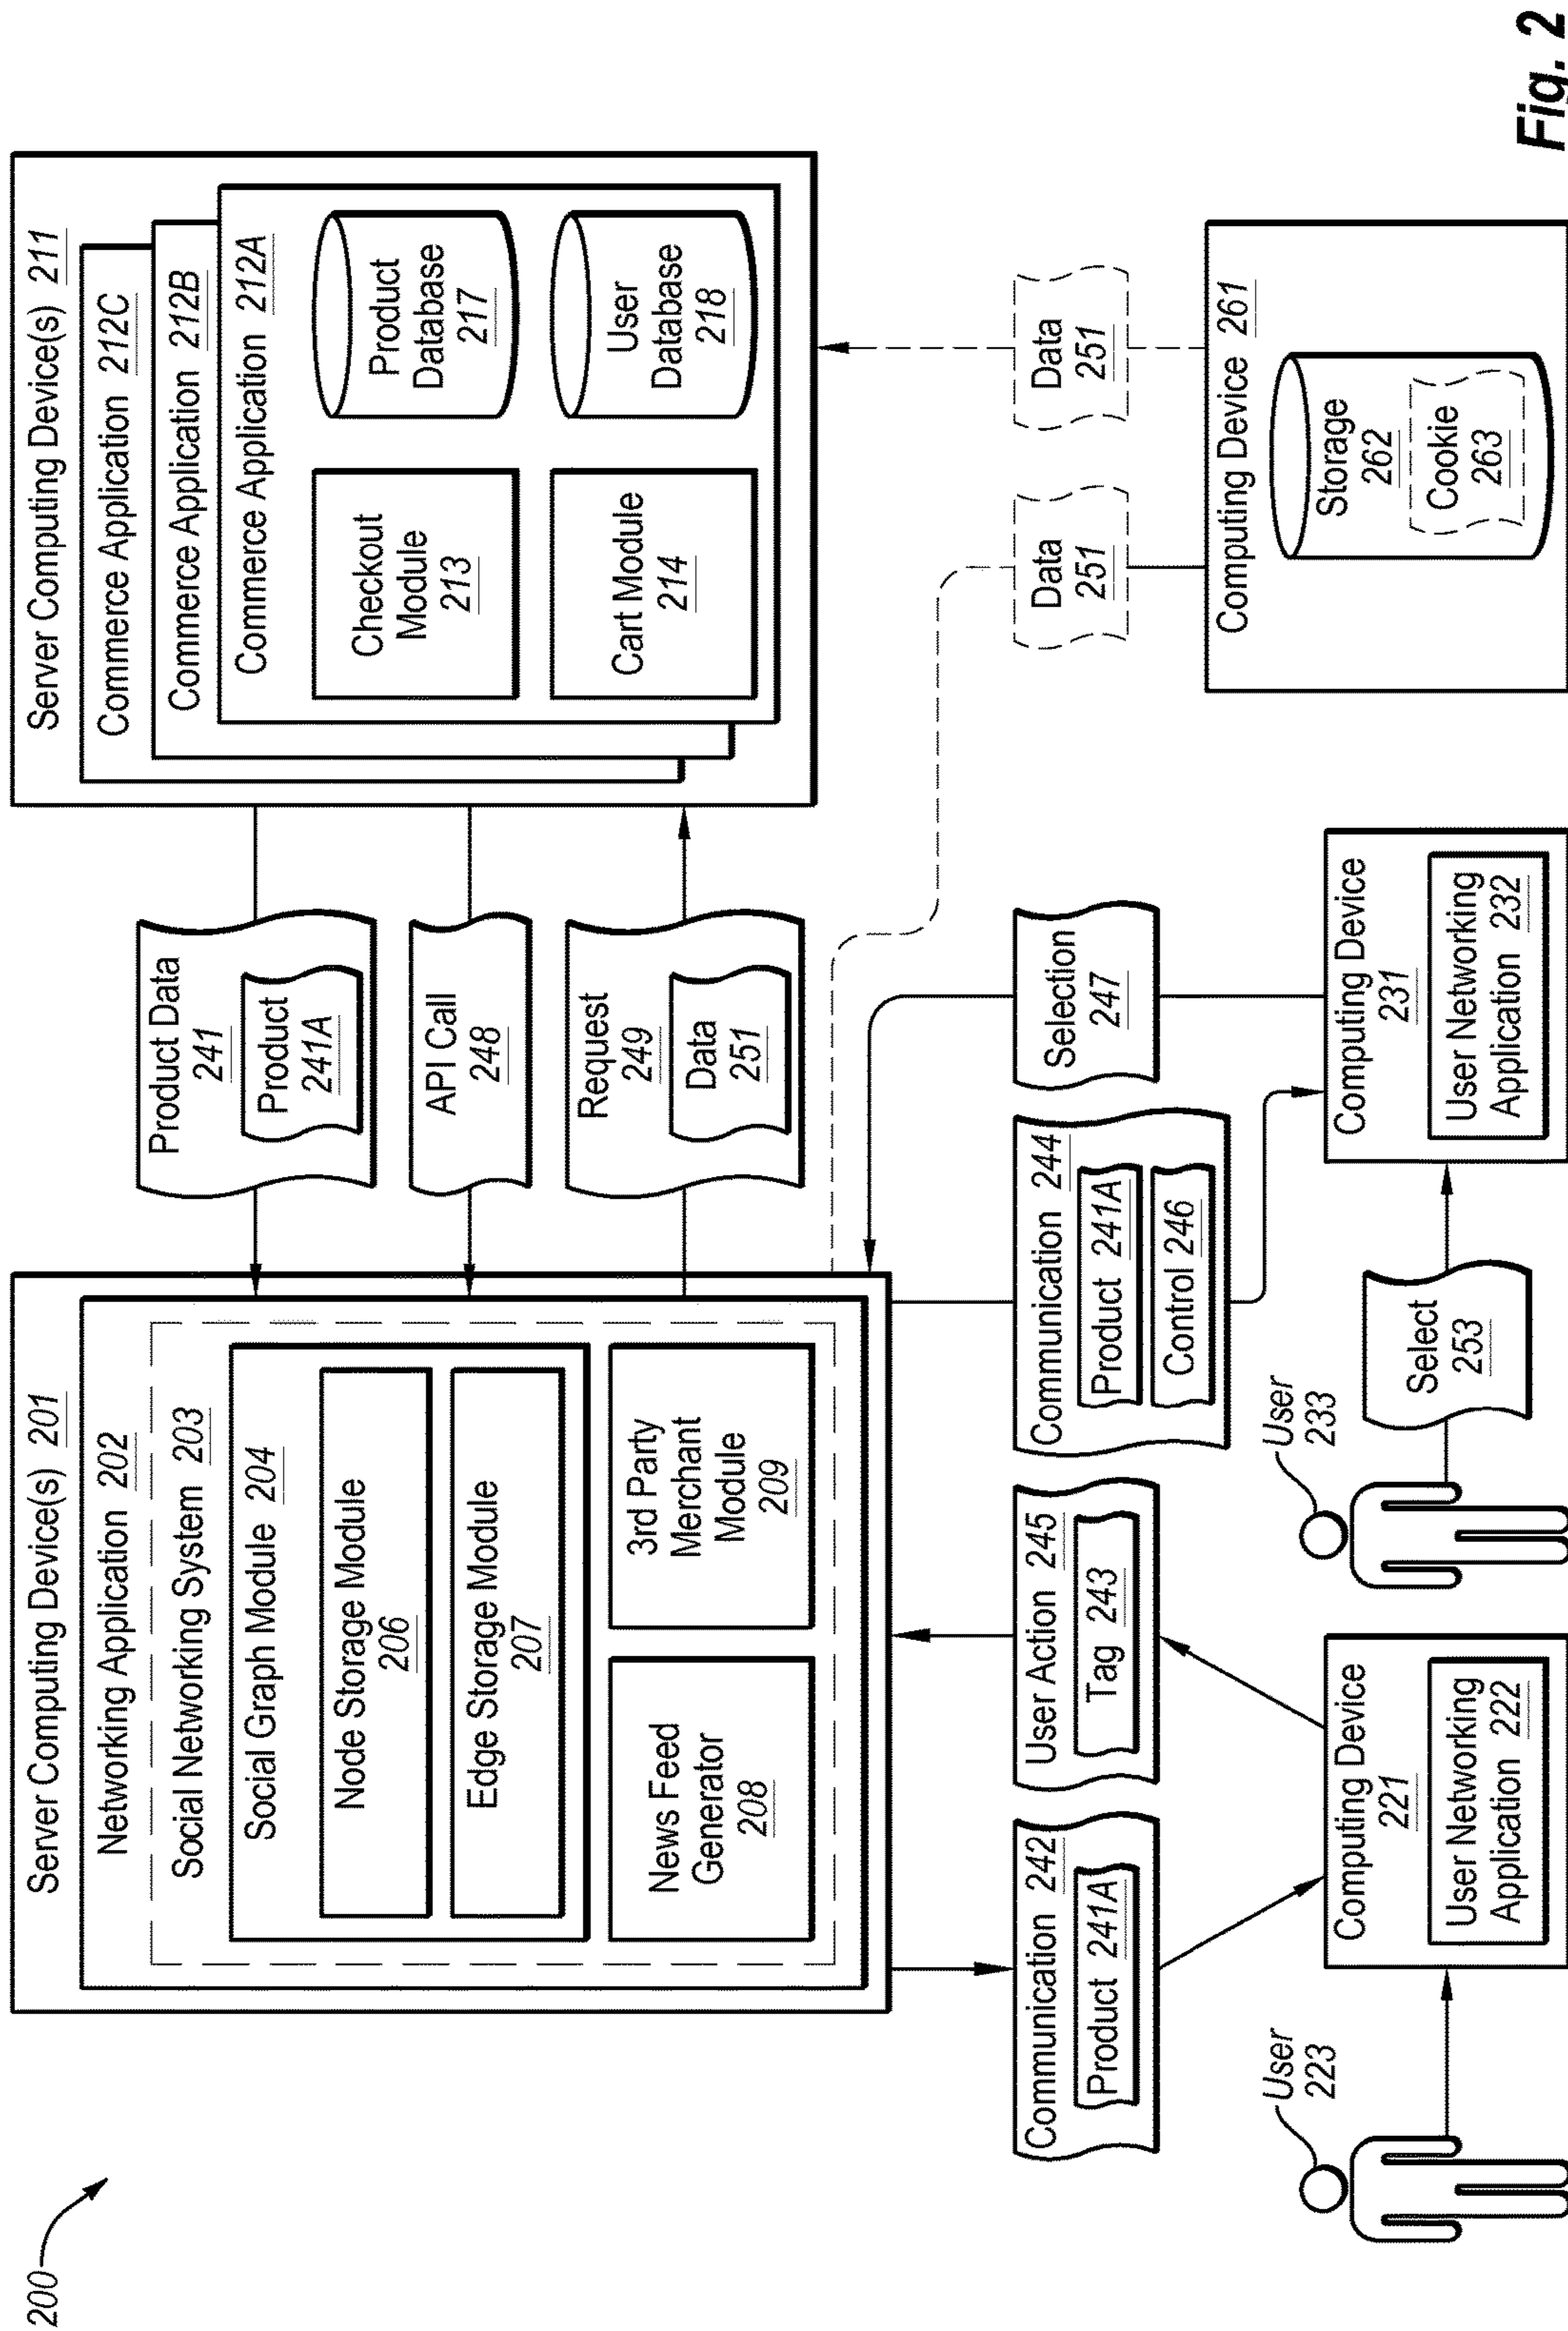 200
Server Computing Device(s) 201
Networking Application 202
Social Networking System 203
Social Graph Module 204
Node Storage Module
206
Edge Storage Module
207
News Feed
Generator
208
3rd Party
Merchant
Module
209
Product Data
241
Product
241A
API Call
248
Request
249
Data
251
Server Computing Device(s) 211
Commerce Application 212C
Commerce Application 212B
Commerce Application 212A
Checkout
Module
213
Product
Database
217
Cart Module
214
User
Database
218
Communication 242
Product 241A
User Action 245
Tag 243
Communication 244
Product 241A
Control 246
Selection
247
Data
251
Data
251
User
223
Computing Device
221
User Networking
Application 222
User
233
Select
253
Computing Device
231
User Networking
Application 232
Computing Device 261
Storage
262
Cookie
263
Fig. 2